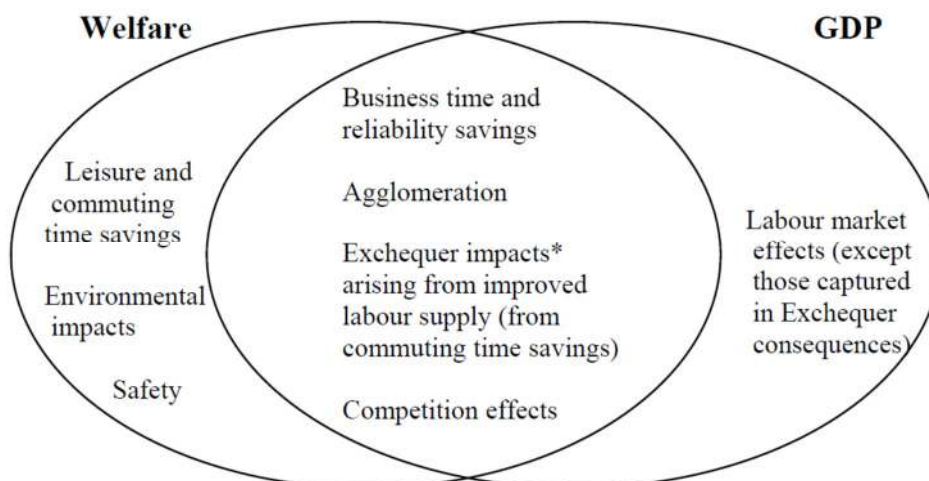 Welfare
GDP
Leisure and
commuting
time savings
Environmental
impacts
Safety
Business time and
reliability savings
Agglomeration
Exchequer impacts*
arising from improved
labour supply (from
commuting time savings)
Competition effects
Labour market
effects (except
those captured
in Exchequer
consequences)